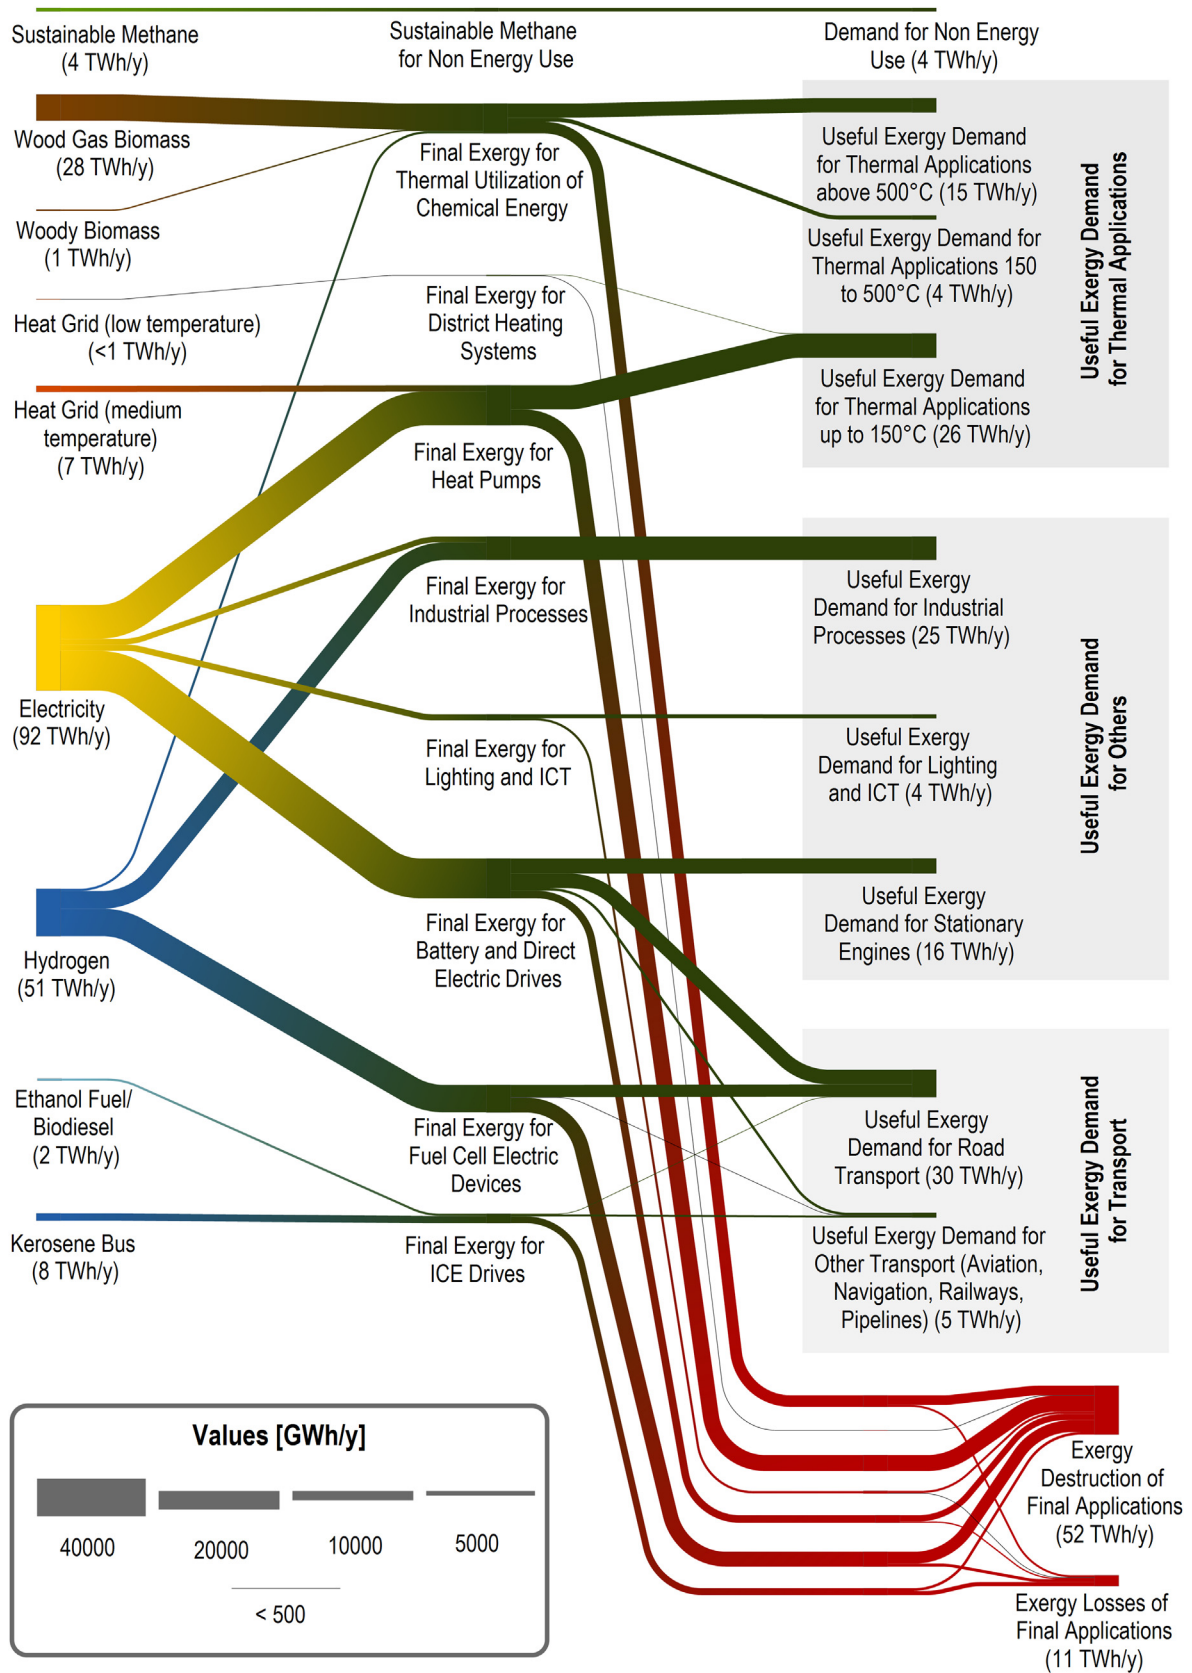 Sustainable Methane
(4 TWh/y)
Sustainable Methane
for Non Energy Use
Demand for Non Energy
Use (4 TWh/y)
Wood Gas Biomass
(28 TWh/y)
Final Exergy for
Thermal Utilization of
Chemical Energy
Useful Exergy Demand
for Thermal Applications
above 500°C (15 TWh/y)
Woody Biomass
(1 TWh/y)
Useful Exergy Demand for
Thermal Applications 150
to 500°C (4 TWh/y)
Useful Exergy Demand
for Thermal Applications
Heat Grid (low temperature)
(<1 TWh/y)
Final Exergy for
District Heating
Systems
Heat Grid (medium
temperature)
(7 TWh/y)
Final Exergy for
Heat Pumps
Useful Exergy Demand
for Thermal Applications
up to 150°C (26 TWh/y)
Final Exergy for
Industrial Processes
Useful Exergy
Demand for Industrial
Processes (25 TWh/y)
Electricity
(92 TWh/y)
Final Exergy for
Lighting and ICT
Useful Exergy
Demand for Lighting
and ICT (4 TWh/y)
Useful Exergy Demand
for Others
Hydrogen
(51 TWh/y)
Final Exergy for
Battery and Direct
Electric Drives
Useful Exergy
Demand for Stationary
Engines (16 TWh/y)
Ethanol Fuel/
Biodiesel
(2 TWh/y)
Final Exergy for
Fuel Cell Electric
Devices
Useful Exergy
Demand for Road
Transport (30 TWh/y)
Useful Exergy Demand
for Transport
Kerosene Bus
(8 TWh/y)
Final Exergy for
ICE Drives
Useful Exergy Demand for
Other Transport (Aviation,
Navigation, Railways,
Pipelines) (5 TWh/y)
Values [GWh/y]
40000
20000
10000
5000
< 500
Exergy
Destruction of
Final Applications
(52 TWh/y)
Exergy Losses of
Final Applications
(11 TWh/y)